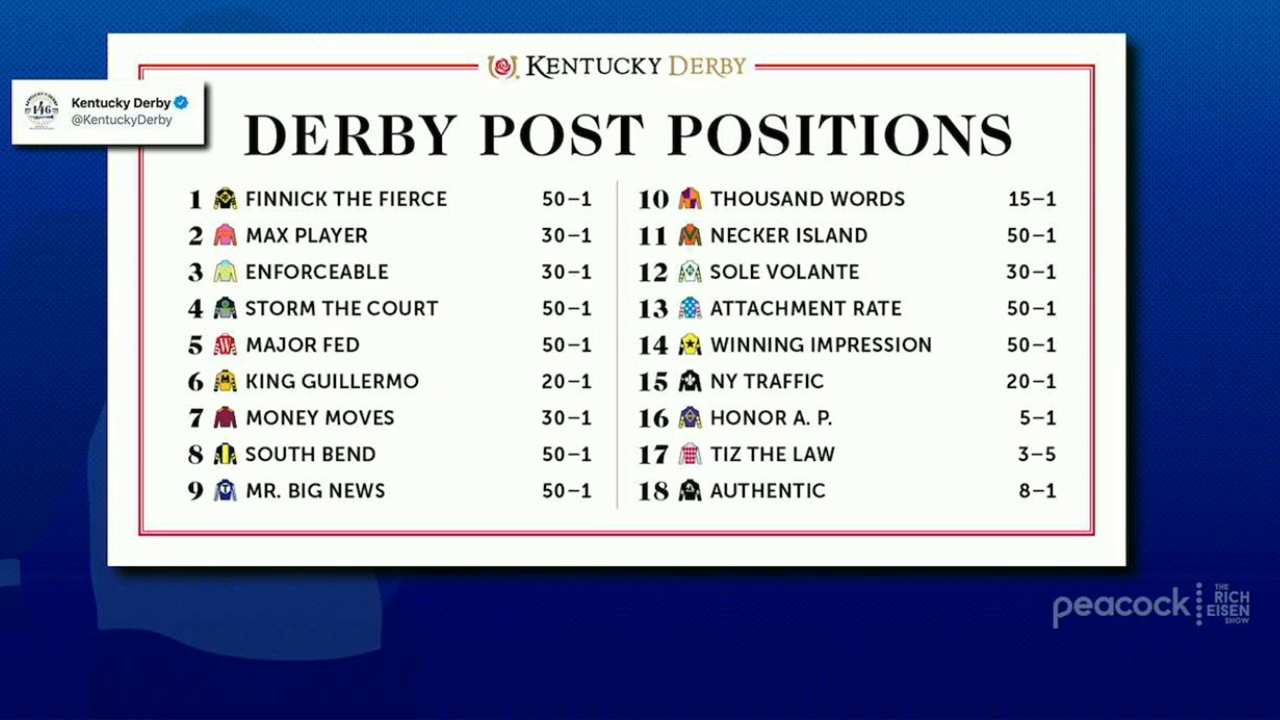 KENTUCKY DERBY
Kentucky Derby
@KentuckyDerby
146
DERBY POST POSITIONS
1 FINNICK THE FIERCE 50–1
2 MAX PLAYER 30–1
3 ENFORCEABLE 30–1
4 STORM THE COURT 50–1
5 MAJOR FED 50–1
6 KING GUILLERMO 20–1
7 MONEY MOVES 30–1
8 SOUTH BEND 50–1
9 MR. BIG NEWS 50–1
10 THOUSAND WORDS 15–1
11 NECKER ISLAND 50–1
12 SOLE VOLANTE 30–1
13 ATTACHMENT RATE 50–1
14 WINNING IMPRESSION 50–1
15 NY TRAFFIC 20–1
16 HONOR A. P. 5–1
17 TIZ THE LAW 3–5
18 AUTHENTIC 8–1
peacock
THE
RICH
EISEN
SHOW